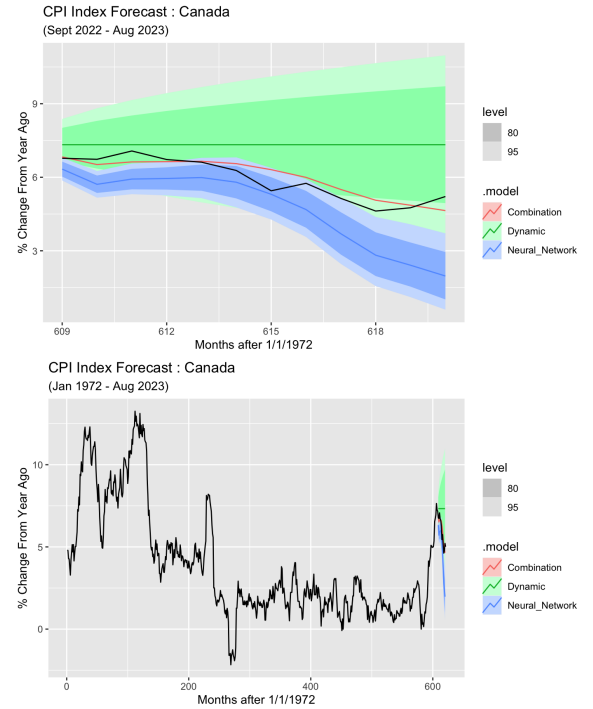 CPI Index Forecast : Canada
(Sept 2022 - Aug 2023)
% Change From Year Ago
9
6
3
609
612
615
618
Months after 1/1/1972
level
80
95
.model
Combination
Dynamic
Neural_Network
CPI Index Forecast : Canada
(Jan 1972 - Aug 2023)
% Change From Year Ago
10
5
0
0
200
400
600
Months after 1/1/1972
level
80
95
.model
Combination
Dynamic
Neural_Network